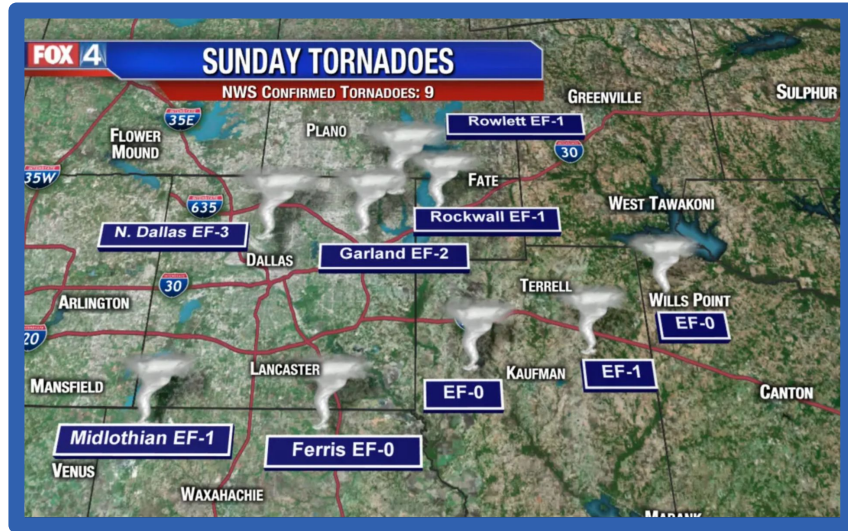 FOX 4
SUNDAY TORNADOES
NWS CONFIRMED TORNADOES: 9
GREENVILLE
SULPHUR
35E
PLANO
Rowlett EF-1
FLOWER
MOUND
30
35W
FATE
635
WEST TAWAKONI
Rockwall EF-1
N. Dallas EF-3
Garland EF-2
DALLAS
30
TERRELL
ARLINGTON
WILLS POINT
EF-0
20
LANCASTER
KAUFMAN
EF-1
MANSFIELD
EF-0
CANTON
Midlothian EF-1
Ferris EF-0
VENUS
WAXAHACHIE